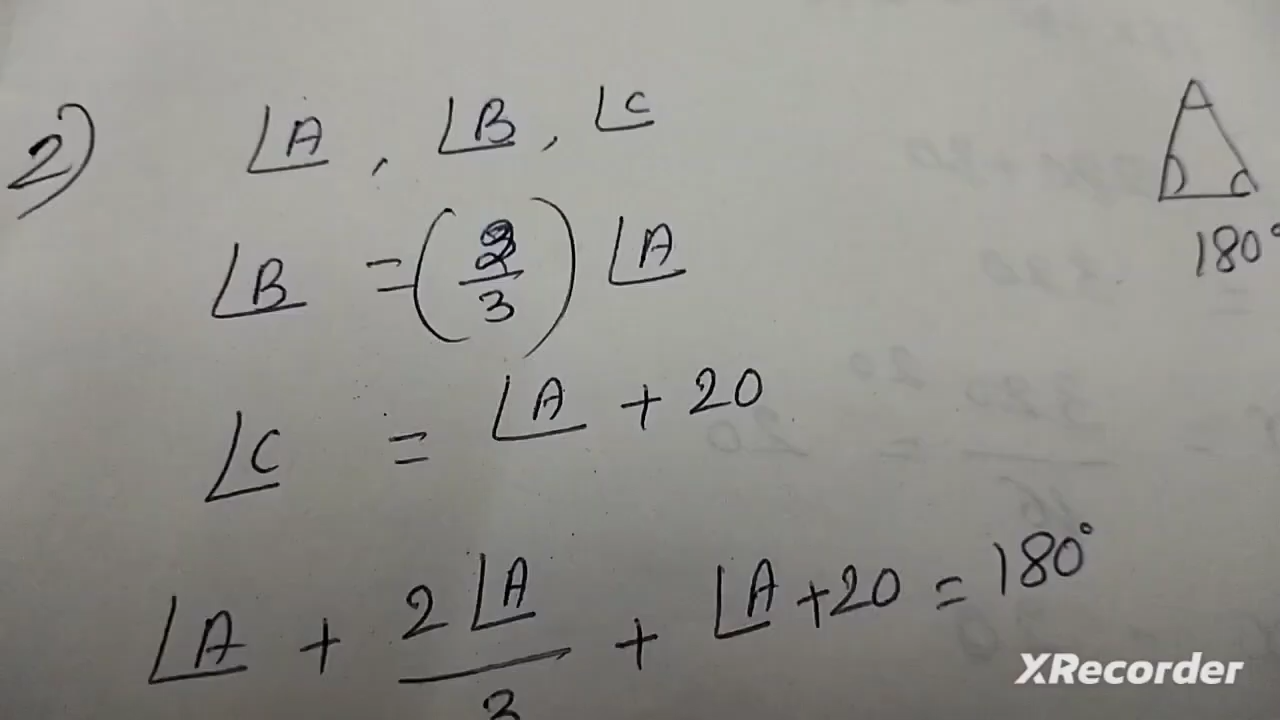 2) ∠A, ∠B, ∠C
∠B = (2/3) ∠A
∠C = ∠A + 20
∠A + 2∠A/3 + ∠A + 20 = 180°
A
C
180°
XRecorder